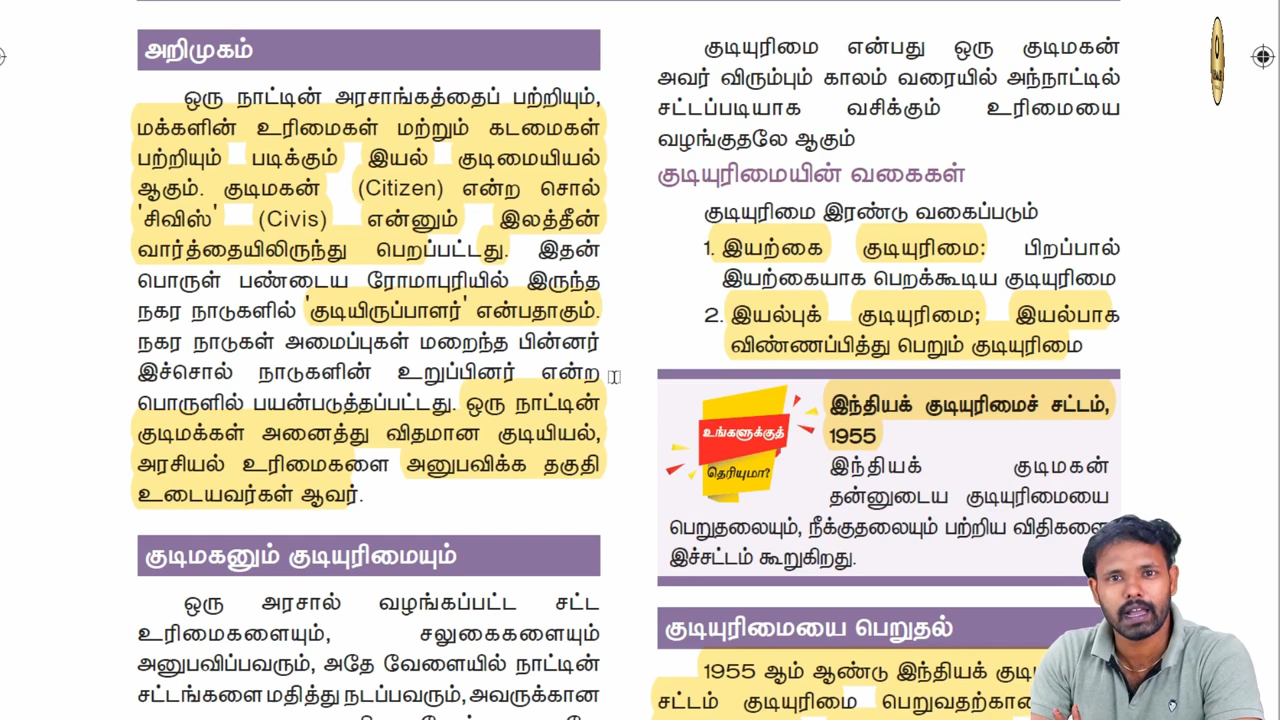 அறிமுகம்
ஒரு நாட்டின் அரசாங்கத்தைப் பற்றியும்,
மக்களின் உரிமைகள் மற்றும் கடமைகள்
பற்றியும் படிக்கும் இயல் குடிமையியல்
ஆகும். குடிமகன் (Citizen) என்ற சொல்
'சிவிஸ்' (Civis) என்னும் இலத்தீன்
வார்த்தையிலிருந்து பெறப்பட்டது. இதன்
பொருள் பண்டைய ரோமாபுரியில் இருந்த
நகர நாடுகளில் 'குடியிருப்பாளர்' என்பதாகும்.
நகர நாடுகள் அமைப்புகள் மறைந்த பின்னர்
இச்சொல் நாடுகளின் உறுப்பினர் என்ற
பொருளில் பயன்படுத்தப்பட்டது. ஒரு நாட்டின்
குடிமக்கள் அனைத்து விதமான குடியியல்,
அரசியல் உரிமைகளை அனுபவிக்க தகுதி
உடையவர்கள் ஆவர்.
குடிமகனும் குடியுரிமையும்
ஒரு அரசால் வழங்கப்பட்ட சட்ட
உரிமைகளையும், சலுகைகளையும்
அனுபவிப்பவரும், அதே வேளையில் நாட்டின்
சட்டங்களை மதித்து நடப்பவரும், அவருக்கான
குடியுரிமை என்பது ஒரு குடிமகன்
அவர் விரும்பும் காலம் வரையில் அந்நாட்டில்
சட்டப்படியாக வசிக்கும் உரிமையை
வழங்குதலே ஆகும்
குடியுரிமையின் வகைகள்
குடியுரிமை இரண்டு வகைப்படும்
1. இயற்கை குடியுரிமை: பிறப்பால்
இயற்கையாக பெறக்கூடிய குடியுரிமை
2. இயல்புக் குடியுரிமை; இயல்பாக
விண்ணப்பித்து பெறும் குடியுரிமை
உங்களுக்குத்
தெரியுமா?
இந்தியக் குடியுரிமைச் சட்டம்,
1955
இந்தியக் குடிமகன்
தன்னுடைய குடியுரிமையை
பெறுதலையும், நீக்குதலையும் பற்றிய விதிகளை
இச்சட்டம் கூறுகிறது.
குடியுரிமையை பெறுதல்
1955 ஆம் ஆண்டு இந்தியக்
சட்டம் குடியுரிமை